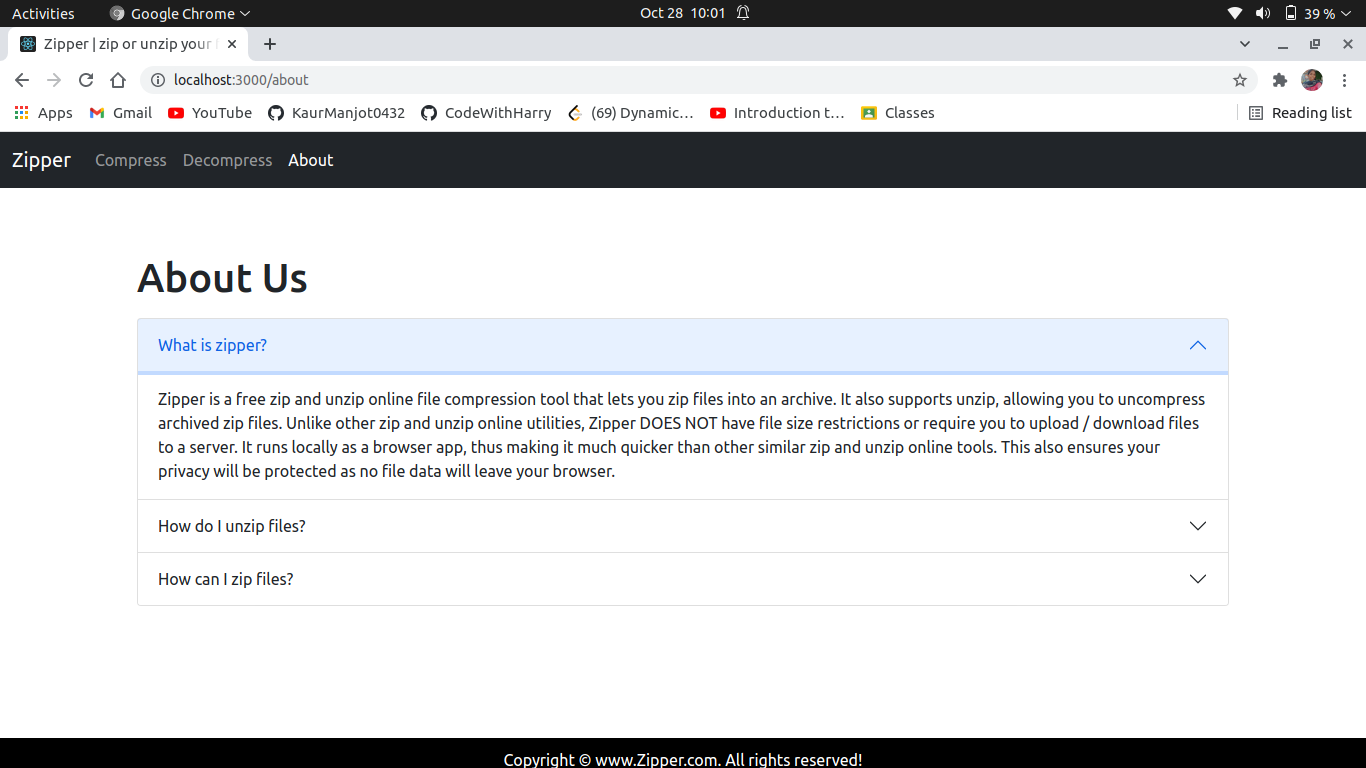 Activities Google Chrome Oct 28 10:01 39 %
Zipper | zip or unzip your
localhost:3000/about
Apps Gmail YouTube KaurManjot0432 CodeWithHarry (69) Dynamic... Introduction t... Classes Reading list
Zipper Compress Decompress About
About Us
What is zipper?
Zipper is a free zip and unzip online file compression tool that lets you zip files into an archive. It also supports unzip, allowing you to uncompress
archived zip files. Unlike other zip and unzip online utilities, Zipper DOES NOT have file size restrictions or require you to upload / download files
to a server. It runs locally as a browser app, thus making it much quicker than other similar zip and unzip online tools. This also ensures your
privacy will be protected as no file data will leave your browser.
How do I unzip files?
How can I zip files?
Copyright © www.Zipper.com. All rights reserved!